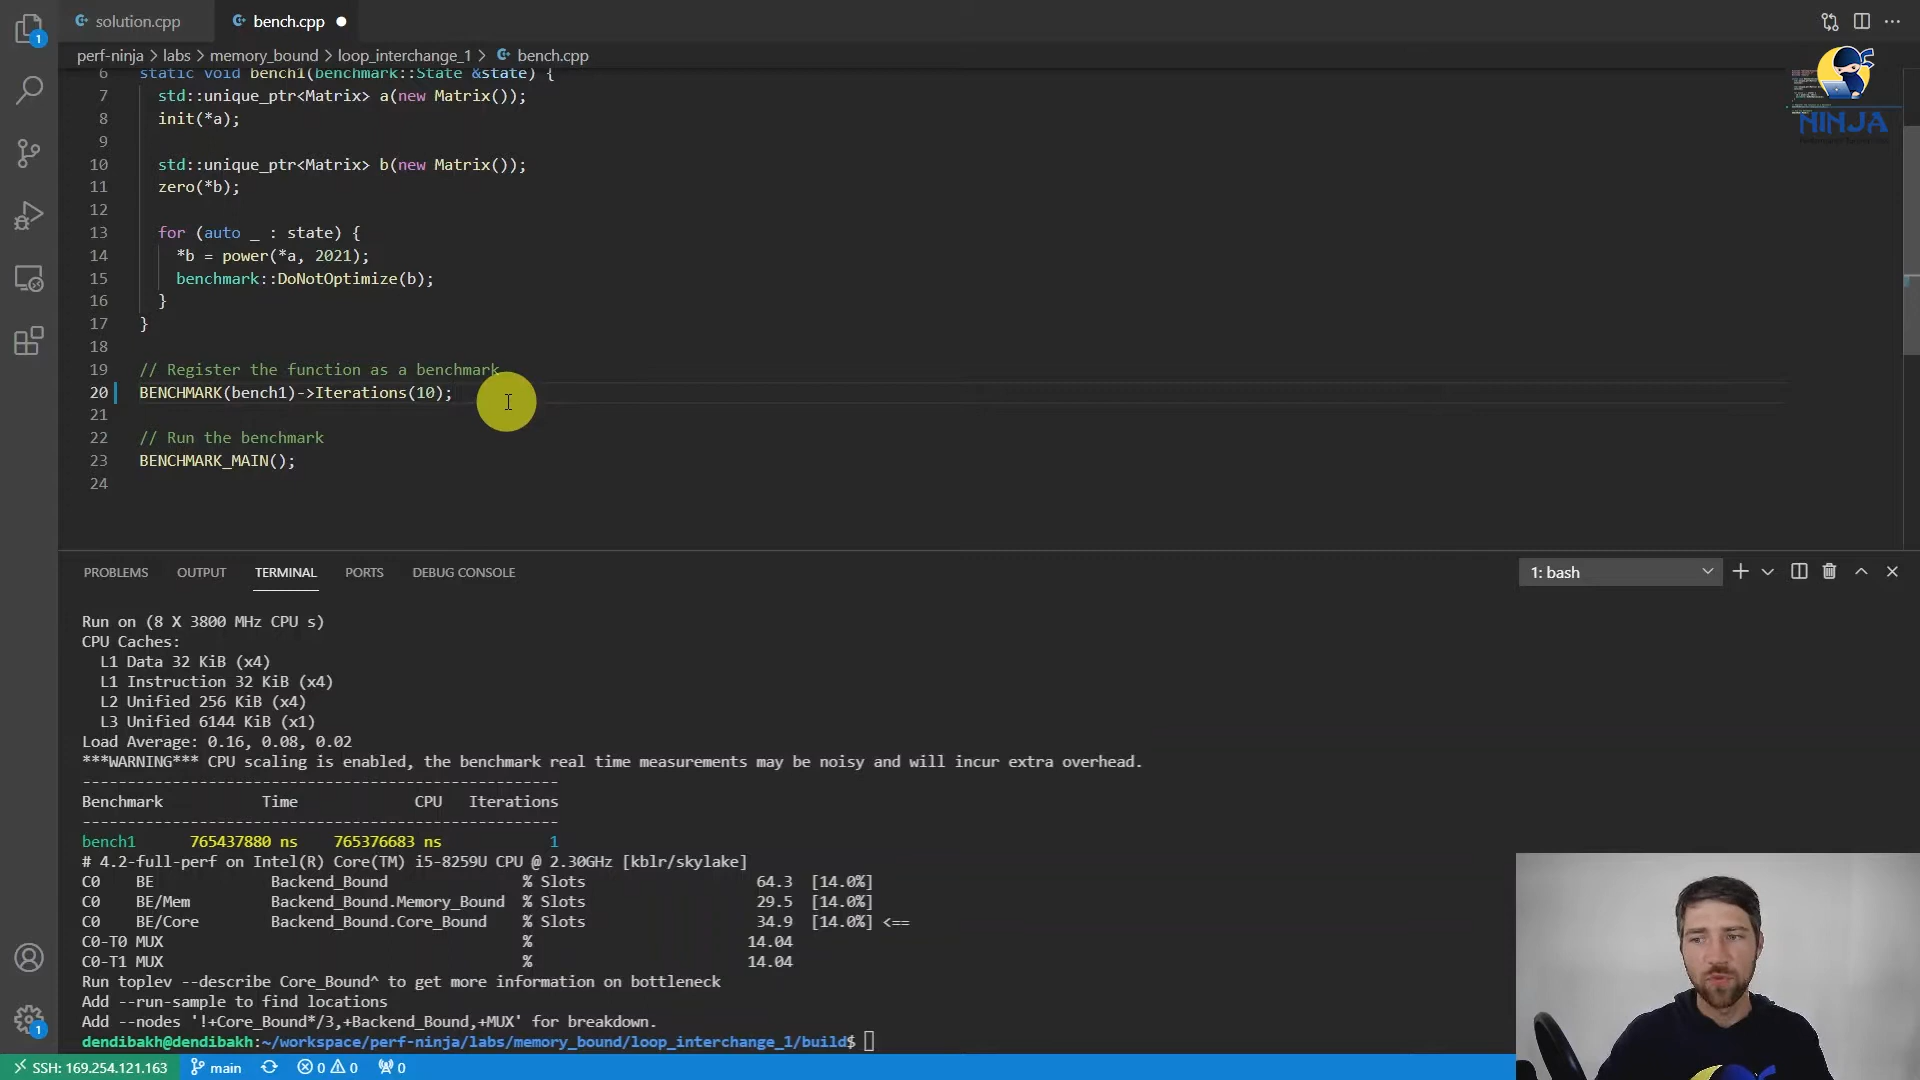 solution.cpp
bench.cpp
perf-ninja > labs > memory_bound > loop_interchange_1 > bench.cpp
6 static void bench1(benchmark::State &state) {
7 std::unique_ptr<Matrix> a(new Matrix());
8 init(*a);
9
10 std::unique_ptr<Matrix> b(new Matrix());
11 zero(*b);
12
13 for (auto _ : state) {
14 *b = power(*a, 2021);
15 benchmark::DoNotOptimize(b);
16 }
17 }
18
19 // Register the function as a benchmark
20 BENCHMARK(bench1)->Iterations(10);
21
22 // Run the benchmark
23 BENCHMARK_MAIN();
24
NINJA
PROBLEMS OUTPUT TERMINAL PORTS DEBUG CONSOLE
1: bash
Run on (8 X 3800 MHz CPU s)
CPU Caches:
L1 Data 32 KiB (x4)
L1 Instruction 32 KiB (x4)
L2 Unified 256 KiB (x4)
L3 Unified 6144 KiB (x1)
Load Average: 0.16, 0.08, 0.02
***WARNING*** CPU scaling is enabled, the benchmark real time measurements may be noisy and will incur extra overhead.
-----------------------------------------------------
Benchmark Time CPU Iterations
-----------------------------------------------------
bench1 765437880 ns 765376683 ns 1
# 4.2-full-perf on Intel(R) Core(TM) i5-8259U CPU @ 2.30GHz [kblr/skylake]
C0 BE Backend_Bound % Slots 64.3 [14.0%]
C0 BE/Mem Backend_Bound.Memory_Bound % Slots 29.5 [14.0%]
C0 BE/Core Backend_Bound.Core_Bound % Slots 34.9 [14.0%] <==
C0-T0 MUX % 14.04
C0-T1 MUX % 14.04
Run toplev --describe Core_Bound^ to get more information on bottleneck
Add --run-sample to find locations
Add --nodes '!+Core_Bound*/3,+Backend_Bound,+MUX' for breakdown.
dendibakh@dendibakh:~/workspace/perf-ninja/labs/memory_bound/loop_interchange_1/build$
1
1
SSH: 169.254.121.163 main 0 0 0